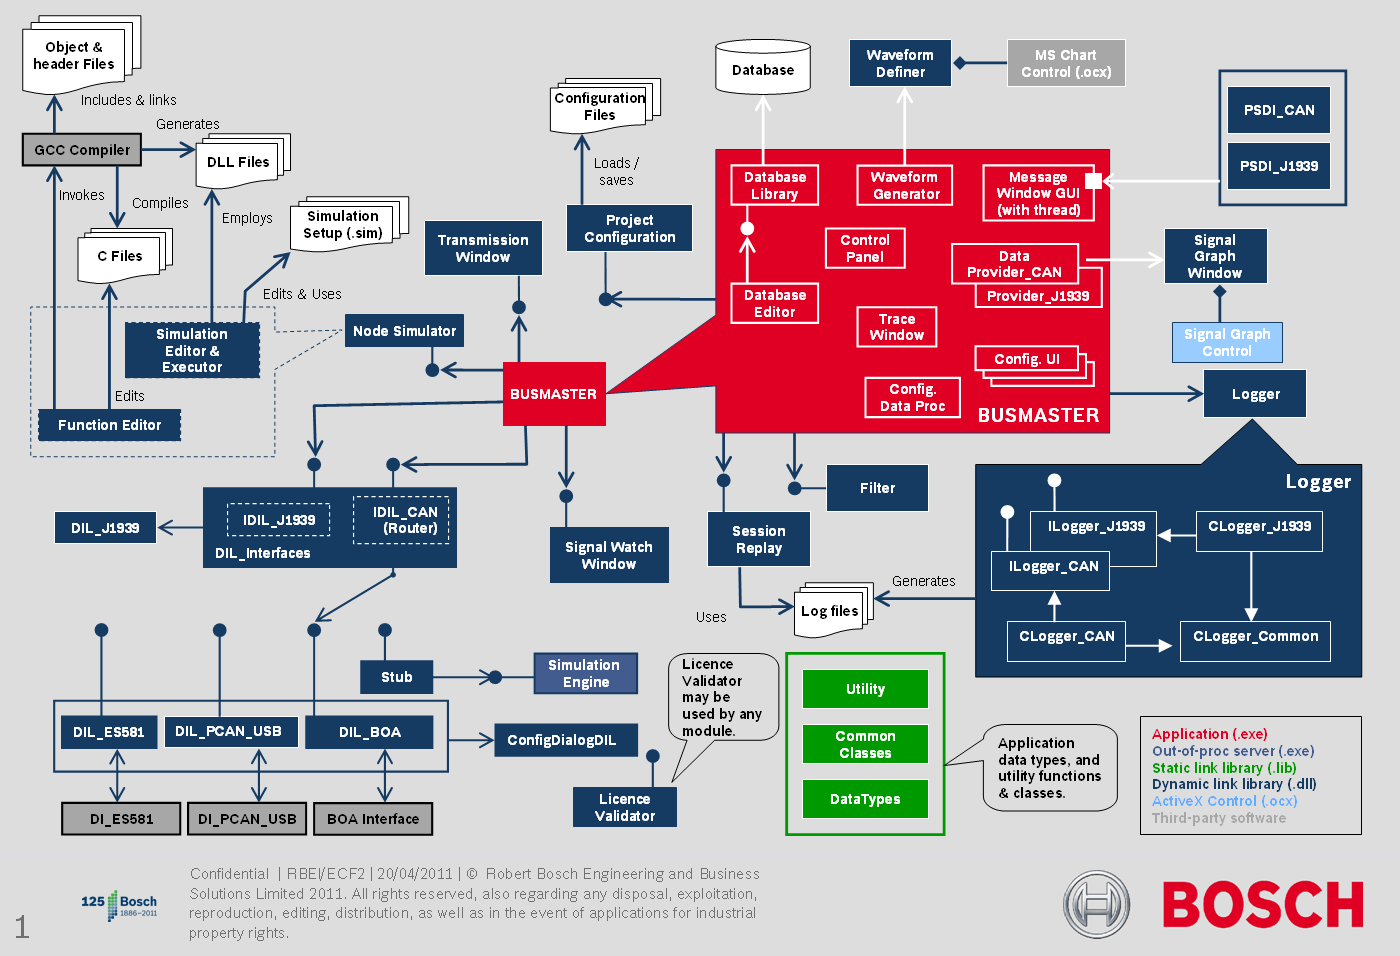 Object &
header Files
Includes & links
Generates
GCC Compiler
DLL Files
Invokes
Compiles
Employs
C Files
Simulation
Setup (.sim)
Edits & Uses
Simulation
Editor &
Executor
Edits
Function Editor
Node Simulator
Transmission
Window
Configuration
Files
Loads /
saves
Project
Configuration
BUSMASTER
Database
Waveform
Definer
MS Chart
Control (.ocx)
PSDI_CAN
PSDI_J1939
Database
Library
Waveform
Generator
Message
Window GUI
(with thread)
Control
Panel
Data
Provider_CAN
Provider_J1939
Database
Editor
Trace
Window
Config. UI
Config.
Data Proc
BUSMASTER
Signal
Graph
Window
Signal Graph
Control
Logger
IDIL_J1939
IDIL_CAN
(Router)
DIL_Interfaces
DIL_J1939
Signal Watch
Window
Session
Replay
Filter
Logger
ILogger_J1939
CLogger_J1939
ILogger_CAN
CLogger_CAN
CLogger_Common
Generates
Uses
Log files
Stub
Simulation
Engine
DIL_ES581
DIL_PCAN_USB
DIL_BOA
ConfigDialogDIL
DI_ES581
DI_PCAN_USB
BOA Interface
Licence
Validator
may be
used by any
module.
Licence
Validator
Utility
Common
Classes
DataTypes
Application
data types, and
utility functions
& classes.
Application (.exe)
Out-of-proc server (.exe)
Static link library (.lib)
Dynamic link library (.dll)
ActiveX Control (.ocx)
Third-party software
1
125 Bosch
1886–2011
Confidential | RBEI/ECF2 | 20/04/2011 | © Robert Bosch Engineering and Business
Solutions Limited 2011. All rights reserved, also regarding any disposal, exploitation,
reproduction, editing, distribution, as well as in the event of applications for industrial
property rights.
BOSCH